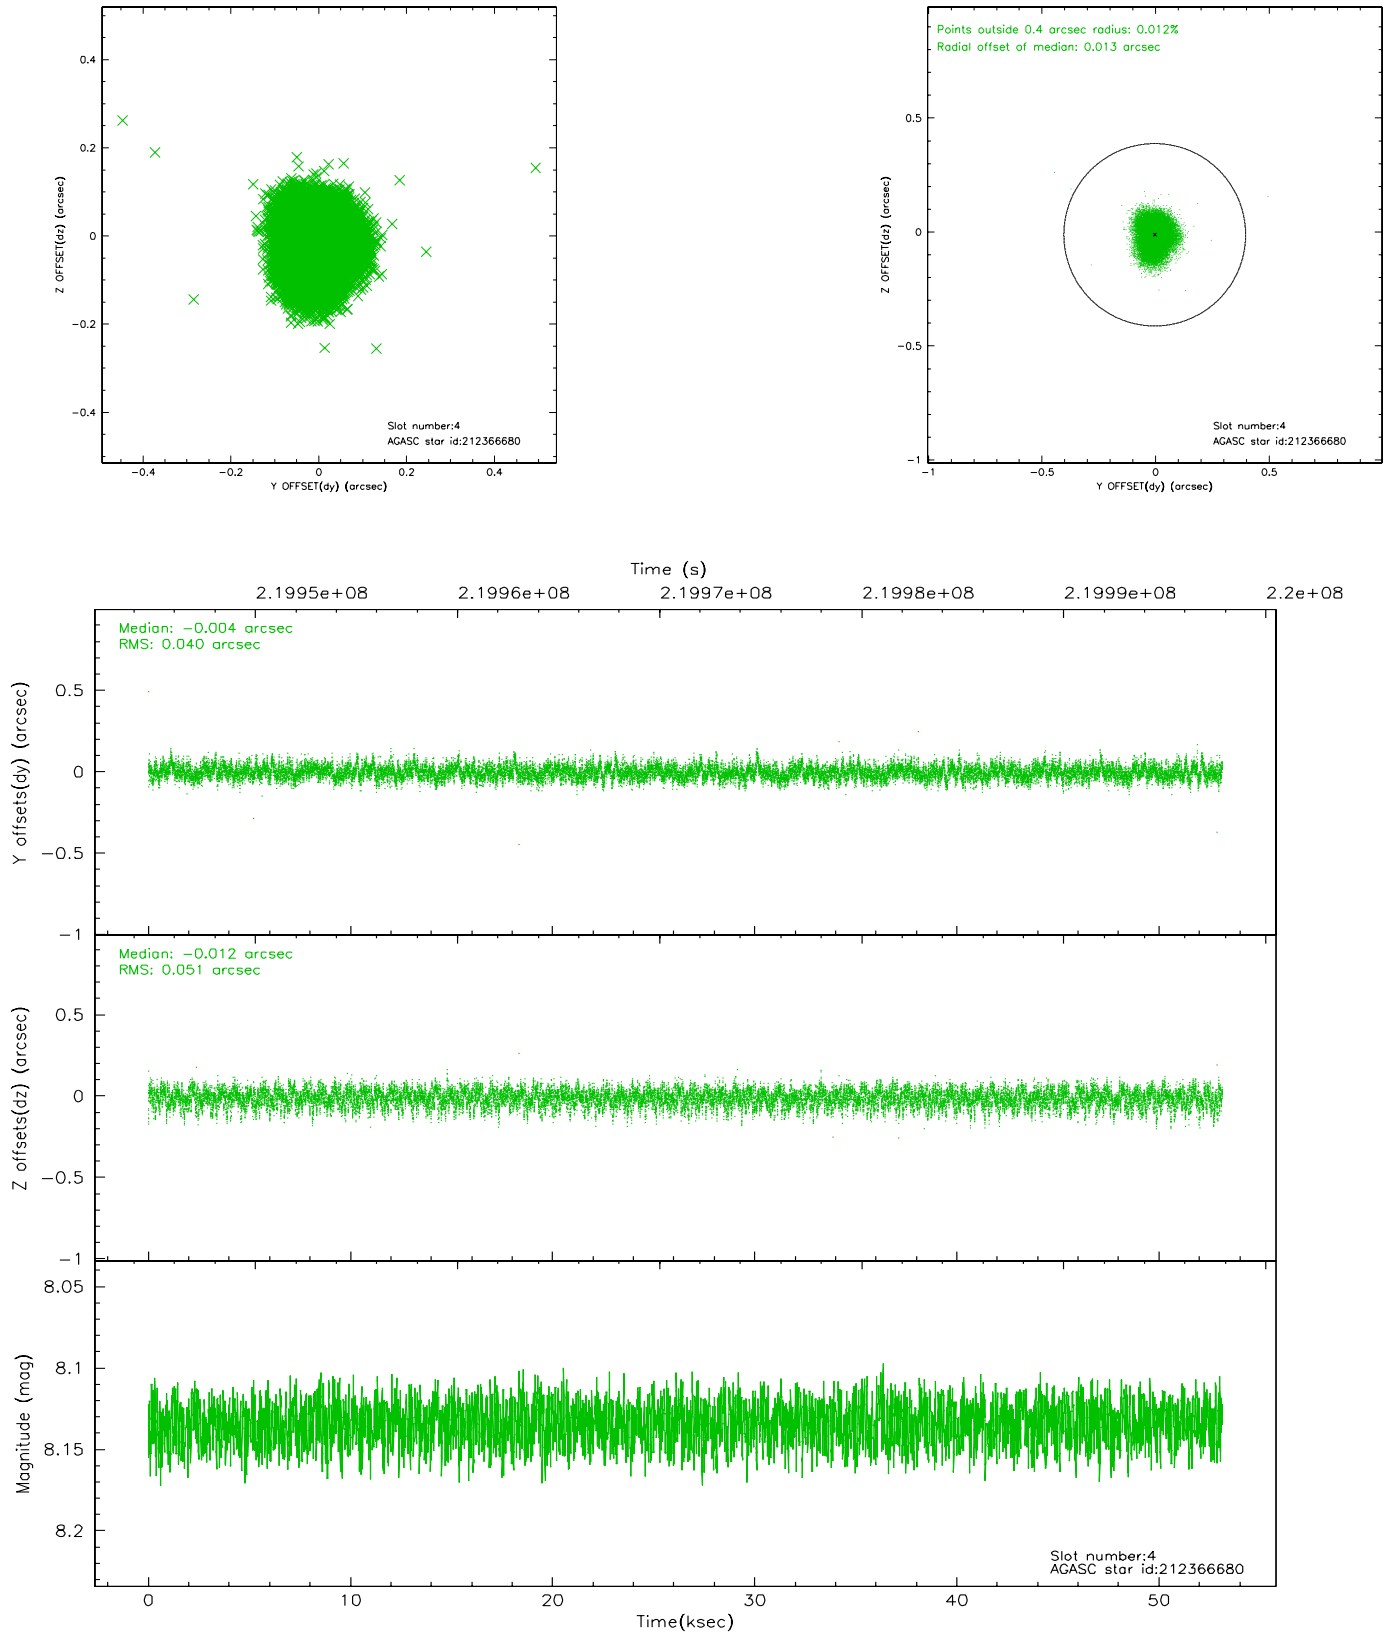 0.4
0.2
0
-0.2
-0.4
Z OFFSET(dz) (arcsec)
Slot number:4
AGASC star id:212366680
-0.4
-0.2
0
0.2
0.4
Y OFFSET(dy) (arcsec)
Points outside 0.4 arcsec radius: 0.012%
Radial offset of median: 0.013 arcsec
0.5
0
-0.5
-1
Z OFFSET(dz) (arcsec)
Slot number:4
AGASC star id:212366680
-1
-0.5
0
0.5
Y OFFSET(dy) (arcsec)
Time (s)
2.1995e+08
2.1996e+08
2.1997e+08
2.1998e+08
2.1999e+08
2.2e+08
Median: -0.004 arcsec
RMS: 0.040 arcsec
0.5
0
-0.5
-1
Y offsets(dy) (arcsec)
Median: -0.012 arcsec
RMS: 0.051 arcsec
0.5
0
-0.5
-1
Z offsets(dz) (arcsec)
8.05
8.1
8.15
8.2
Magnitude (mag)
Slot number:4
AGASC star id:212366680
0
10
20
30
40
50
Time(ksec)